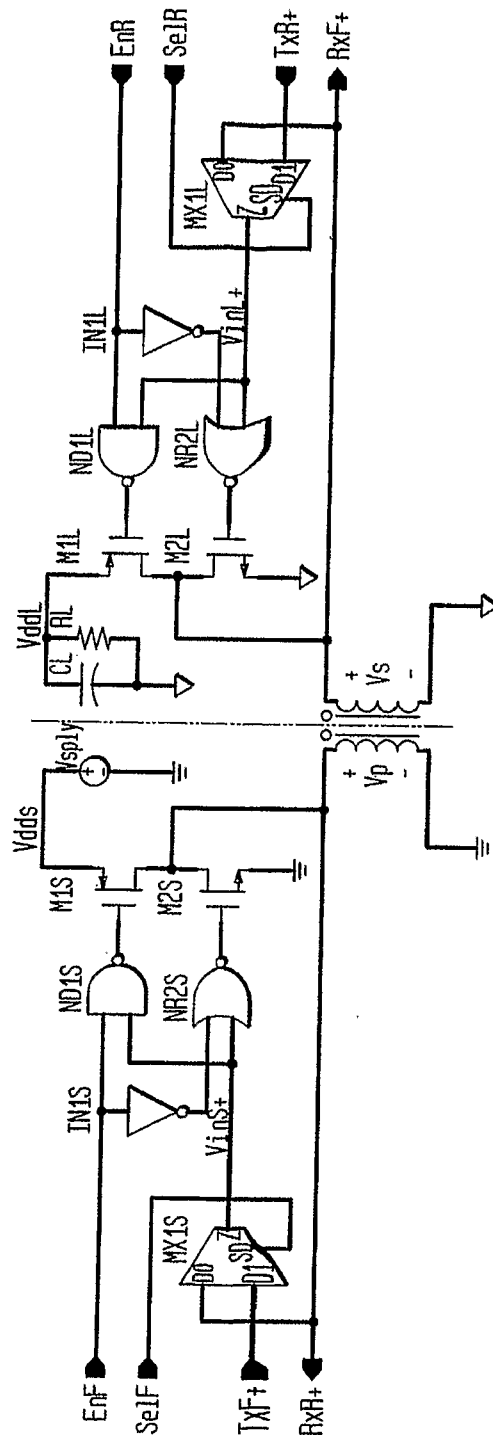 EnF
SelF
TxF+
RxR+
MX1S
D0
D1
SD
Z
IN1S
VinS+
ND1S
NR2S
M1S
M2S
Vdds
Vsply
+
-
Vp
+
-
Vs
+
-
VddL
CL
RL
M1L
M2L
ND1L
NR2L
IN1L
VinL+
MX1L
D0
D1
SD
Z
EnR
SelR
TxR+
RxF+